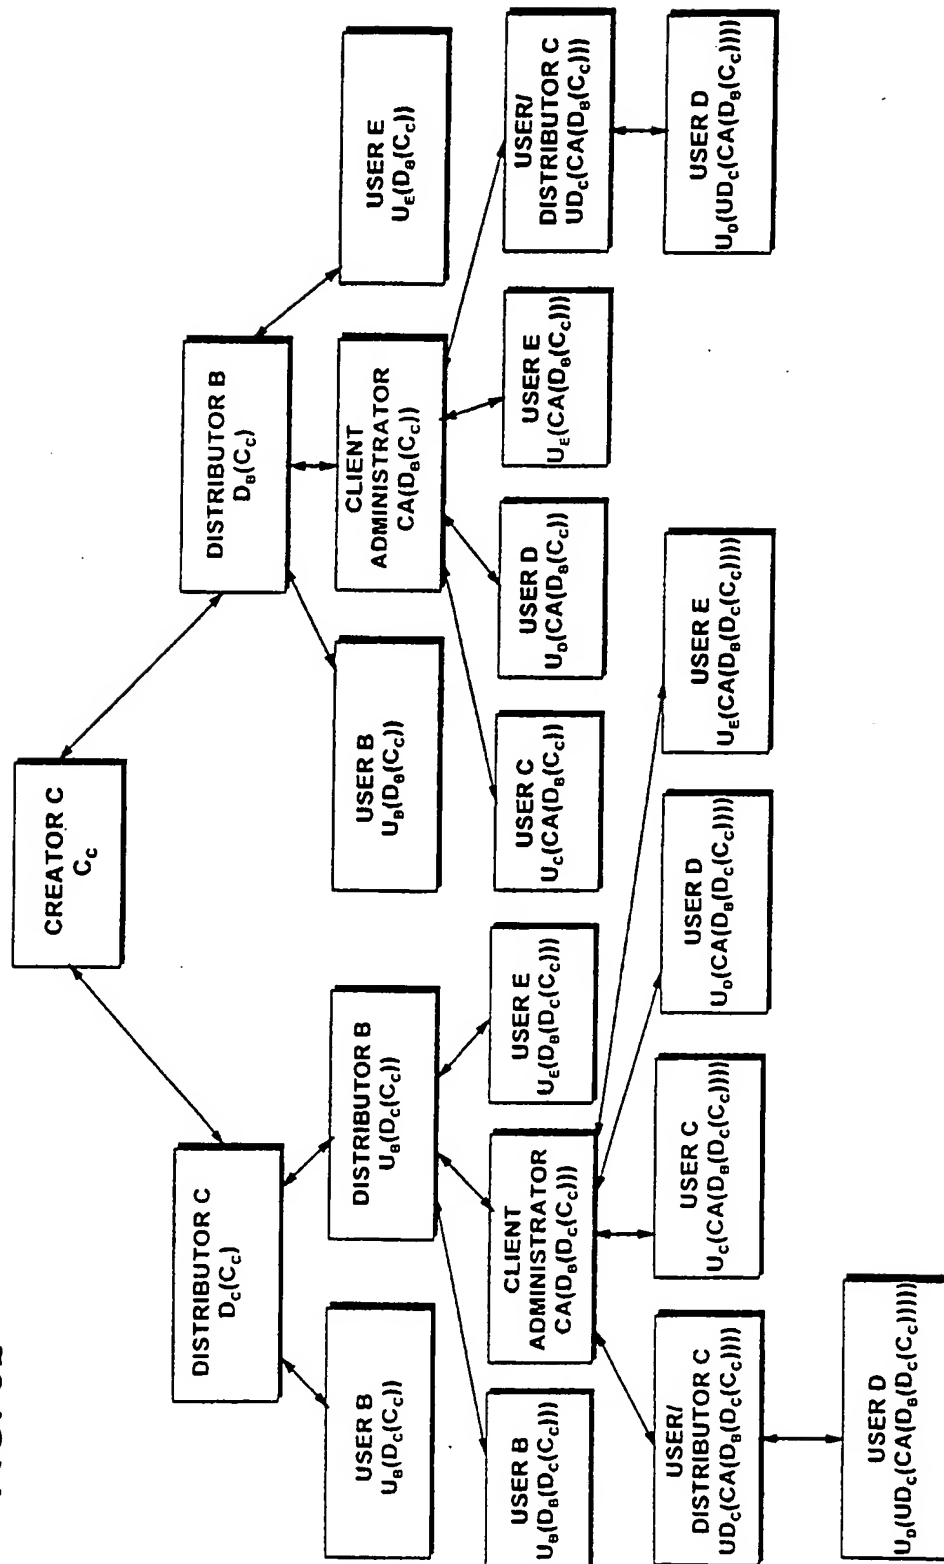 CREATOR C
C_C
DISTRIBUTOR C
D_C(C_C)
DISTRIBUTOR B
D_B(C_C)
USER B
U_B(D_C(C_C))
DISTRIBUTOR B
U_B(D_C(C_C))
USER B
U_B(D_B(C_C))
CLIENT
ADMINISTRATOR
CA(D_B(C_C))
USER E
U_E(D_B(C_C))
USER B
U_B(D_B(D_C(C_C)))
CLIENT
ADMINISTRATOR
CA(D_B(D_C(C_C)))
USER E
U_E(D_B(D_C(C_C)))
USER C
U_C(CA(D_B(C_C))
USER D
U_D(CA(D_B(C_C))
USER E
U_E(CA(D_B(C_C))
USER/
DISTRIBUTOR C
UD_C(CA(D_B(C_C)))
USER/
DISTRIBUTOR C
UD_C(CA(D_B(D_C(C_C))))
USER C
U_C(CA(D_B(D_C(C_C))))
USER D
U_D(CA(D_B(D_C(C_C))))
USER E
U_E(CA(D_B(D_C(C_C))))
USER D
U_D(UD_C(CA(D_B(C_C))))
USER D
U_D(UD_C(CA(D_B(D_C(C_C)))))